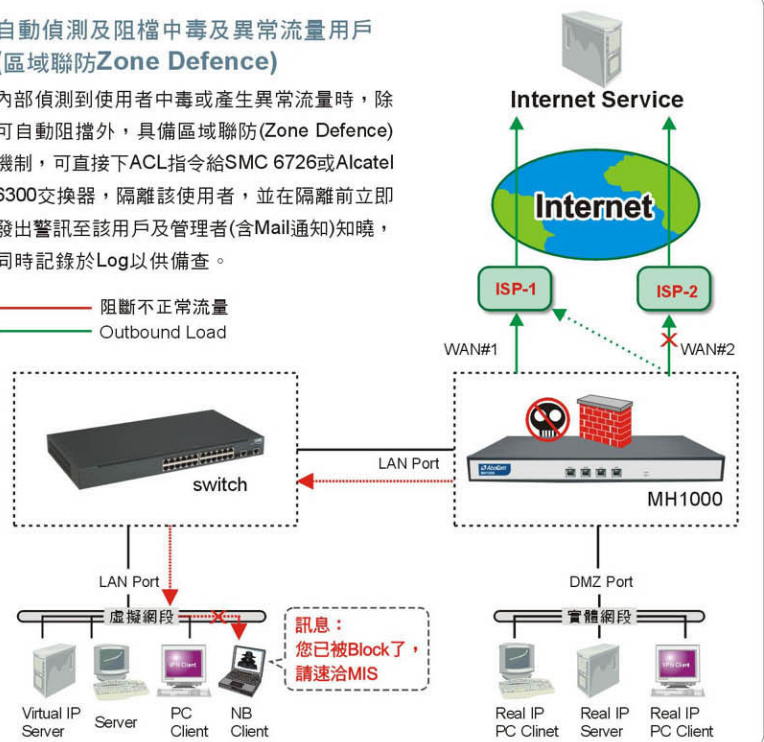 自動偵測及阻檔中毒及異常流量用戶
(區域聯防Zone Defence)
內部偵測到使用者中毒或產生異常流量時，除
可自動阻擋外，具備區域聯防(Zone Defence)
機制，可直接下ACL指令給SMC 6726或Alcatel
6300交換器，隔離該使用者，並在隔離前立即
發出警訊至該用戶及管理者(含Mail通知)知曉，
同時記錄於Log以供備查。
阻斷不正常流量
Outbound Load
Internet Service
Internet
ISP-1
ISP-2
WAN#1
WAN#2
switch
LAN Port
MH1000
LAN Port
DMZ Port
虛擬網段
實體網段
訊息：
您已被Block了，
請速洽MIS
VPN Client
VPN Client
Virtual IP
Server
Server
PC
Client
NB
Client
Real IP
PC Clinet
Real IP
Server
Real IP
PC Client